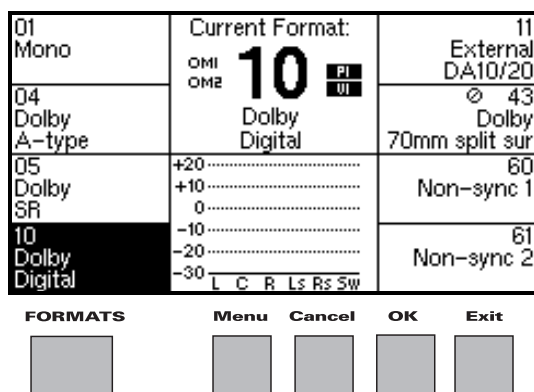 01
Mono
04
Dolby
A-type
05
Dolby
SR
10
Dolby
Digital
Current Format:
OM1
OM2
10
PI
UI
Dolby
Digital
+20
+10
0
-10
-20
-30
L C R Ls Rs Sw
11
External
DA10/20
⊘ 43
Dolby
70mm split sur
60
Non-sync 1
61
Non-sync 2
FORMATS Menu Cancel OK Exit